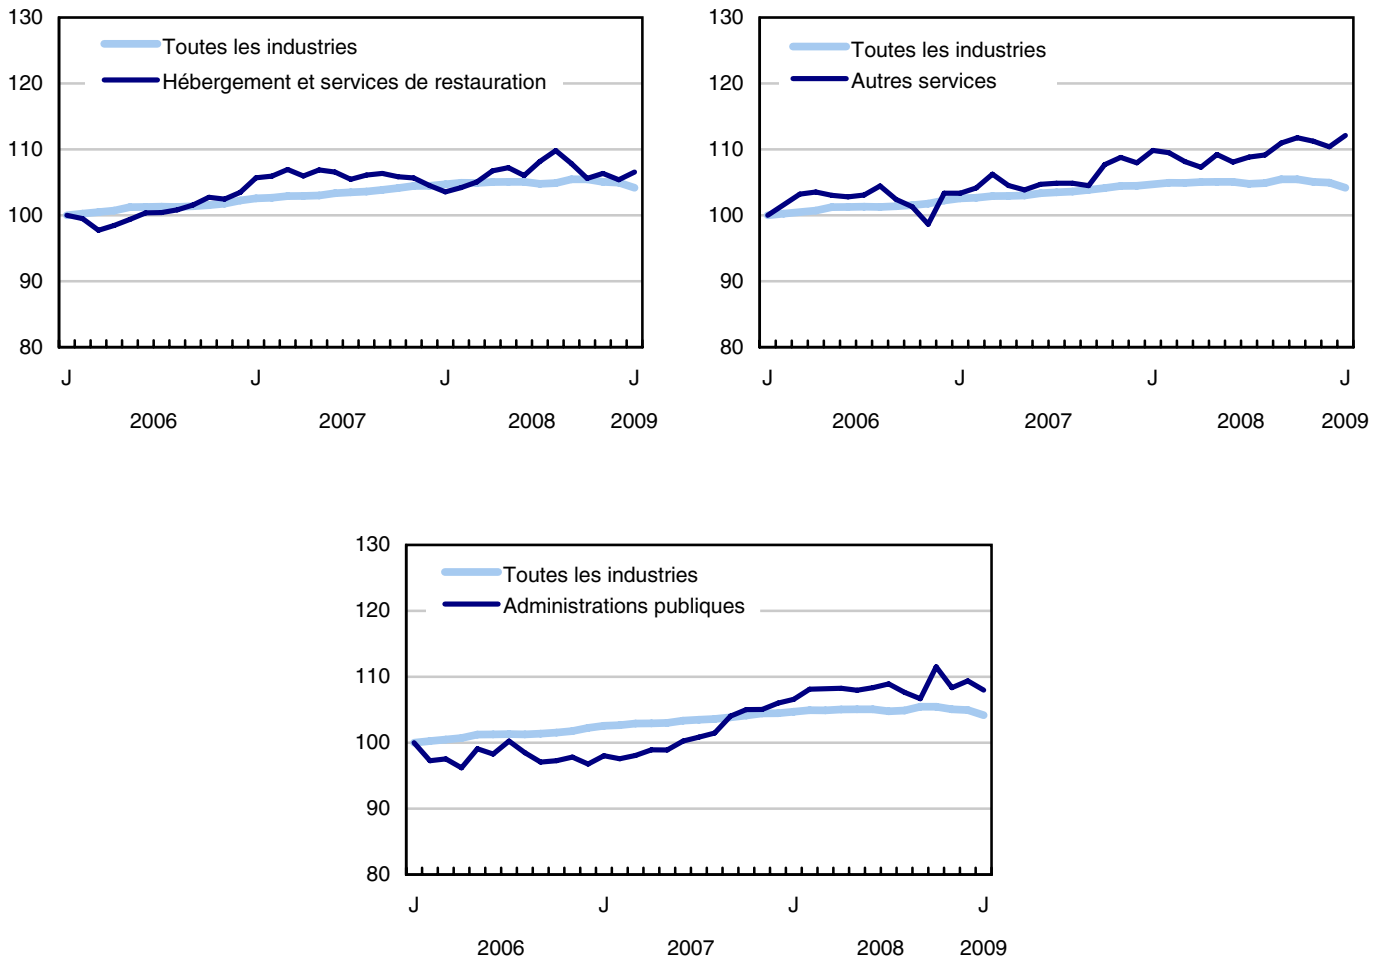 130
120
110
100
90
80
Toutes les industries
Hébergement et services de restauration
J J J J
2006 2007 2008 2009
130
120
110
100
90
80
Toutes les industries
Autres services
J J J J
2006 2007 2008 2009
130
120
110
100
90
80
Toutes les industries
Administrations publiques
J J J J
2006 2007 2008 2009